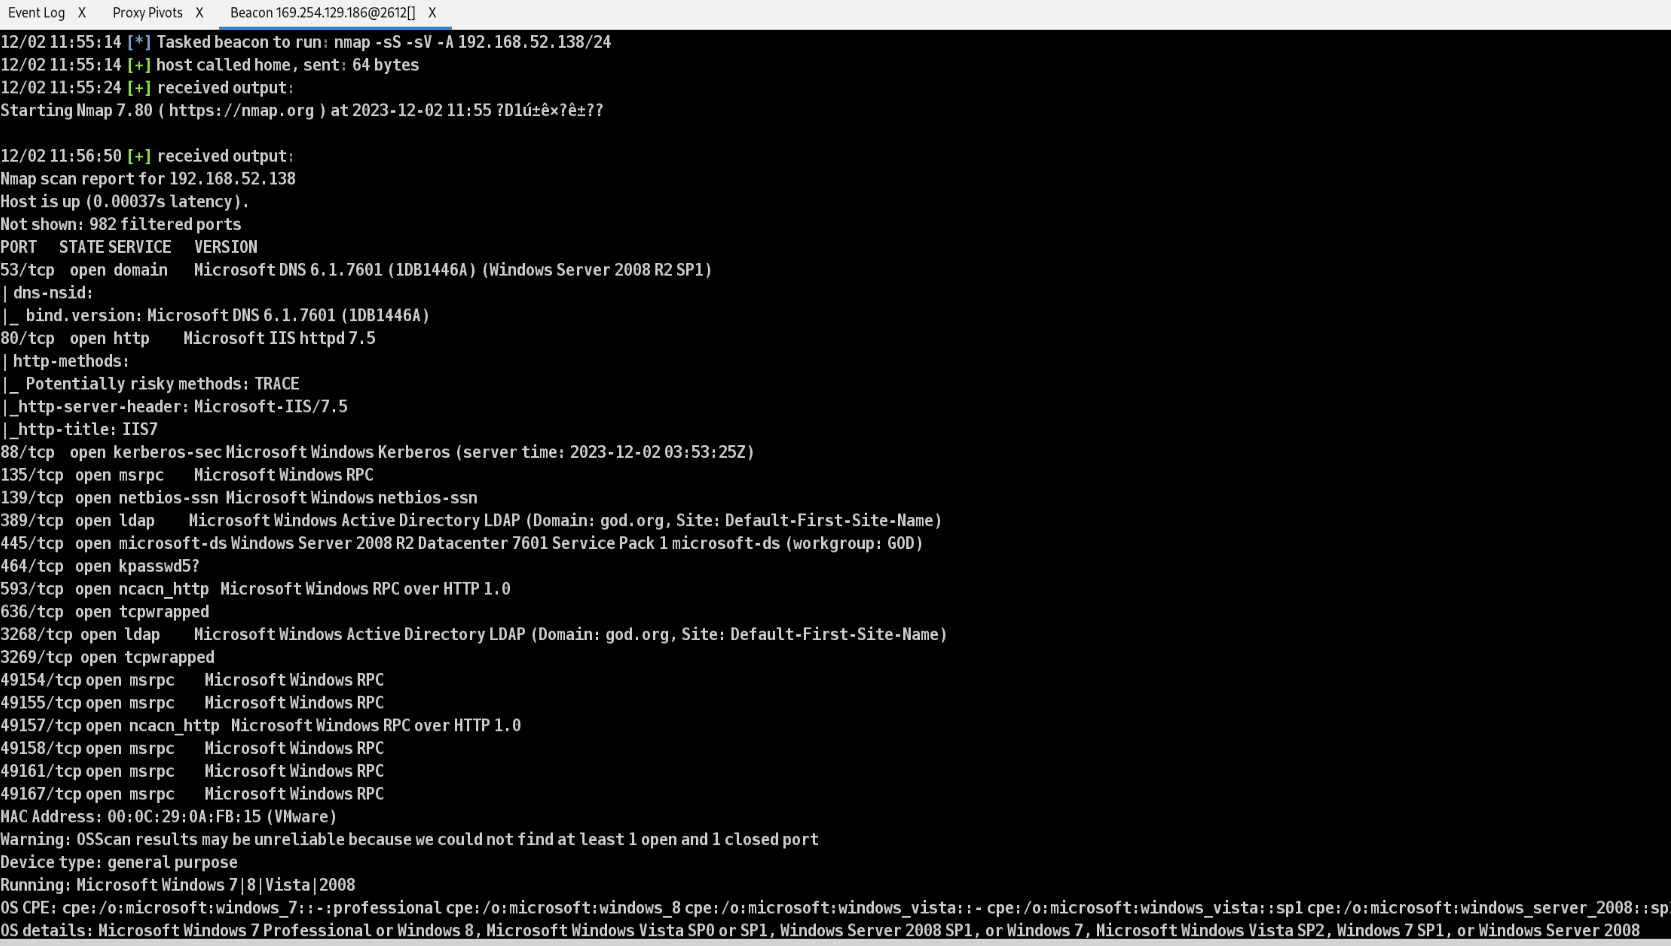 Event Log X Proxy Pivots X Beacon 169.254.129.186@2612[] X
12/02 11:55:14 [*] Tasked beacon to run: nmap -sS -sV -A 192.168.52.138/24
12/02 11:55:14 [+] host called home, sent: 64 bytes
12/02 11:55:24 [+] received output:
Starting Nmap 7.80 ( https://nmap.org ) at 2023-12-02 11:55 ?D1ú±ê×?ê±??
12/02 11:56:50 [+] received output:
Nmap scan report for 192.168.52.138
Host is up (0.00037s latency).
Not shown: 982 filtered ports
PORT STATE SERVICE VERSION
53/tcp open domain Microsoft DNS 6.1.7601 (1DB1446A) (Windows Server 2008 R2 SP1)
| dns-nsid:
|_ bind.version: Microsoft DNS 6.1.7601 (1DB1446A)
80/tcp open http Microsoft IIS httpd 7.5
| http-methods:
|_ Potentially risky methods: TRACE
|_http-server-header: Microsoft-IIS/7.5
|_http-title: IIS7
88/tcp open kerberos-sec Microsoft Windows Kerberos (server time: 2023-12-02 03:53:25Z)
135/tcp open msrpc Microsoft Windows RPC
139/tcp open netbios-ssn Microsoft Windows netbios-ssn
389/tcp open ldap Microsoft Windows Active Directory LDAP (Domain: god.org, Site: Default-First-Site-Name)
445/tcp open microsoft-ds Windows Server 2008 R2 Datacenter 7601 Service Pack 1 microsoft-ds (workgroup: GOD)
464/tcp open kpasswd5?
593/tcp open ncacn_http Microsoft Windows RPC over HTTP 1.0
636/tcp open tcpwrapped
3268/tcp open ldap Microsoft Windows Active Directory LDAP (Domain: god.org, Site: Default-First-Site-Name)
3269/tcp open tcpwrapped
49154/tcp open msrpc Microsoft Windows RPC
49155/tcp open msrpc Microsoft Windows RPC
49157/tcp open ncacn_http Microsoft Windows RPC over HTTP 1.0
49158/tcp open msrpc Microsoft Windows RPC
49161/tcp open msrpc Microsoft Windows RPC
49167/tcp open msrpc Microsoft Windows RPC
MAC Address: 00:0C:29:0A:FB:15 (VMware)
Warning: OSScan results may be unreliable because we could not find at least 1 open and 1 closed port
Device type: general purpose
Running: Microsoft Windows 7|8|Vista|2008
OS CPE: cpe:/o:microsoft:windows_7::-:professional cpe:/o:microsoft:windows_8 cpe:/o:microsoft:windows_vista::- cpe:/o:microsoft:windows_vista::sp1 cpe:/o:microsoft:windows_server_2008::sp
OS details: Microsoft Windows 7 Professional or Windows 8, Microsoft Windows Vista SP0 or SP1, Windows Server 2008 SP1, or Windows 7, Microsoft Windows Vista SP2, Windows 7 SP1, or Windows Server 2008